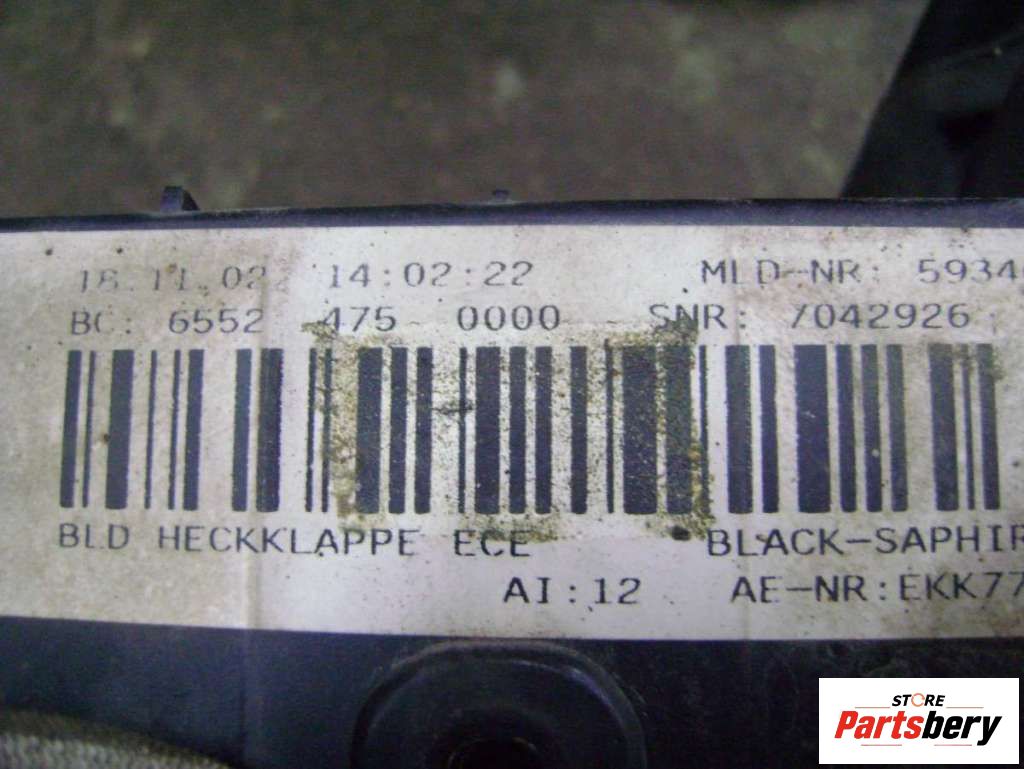 18.11.02 14:02:22 MLD-NR: 5934
BC: 6552 475 0000 SNR: 7042926
BLD HECKKLAPPE ECE BLACK-SAPHIR
AI:12 AE-NR:EKK77
STORE
Partsbery